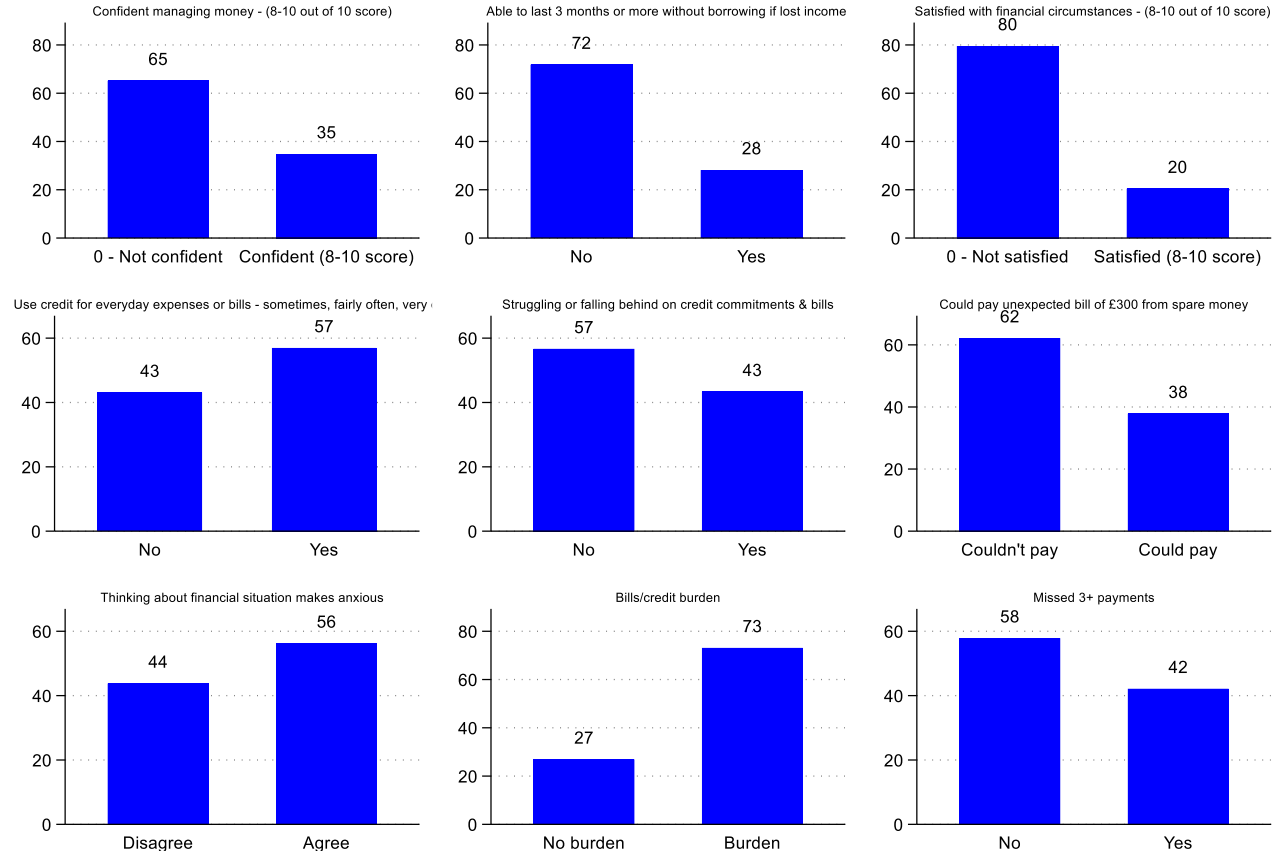 Confident managing money - (8-10 out of 10 score)
80
60
40
20
0
65
35
0 - Not confident
Confident (8-10 score)
Able to last 3 months or more without borrowing if lost income
80
60
40
20
0
72
28
No
Yes
Satisfied with financial circumstances - (8-10 out of 10 score)
80
60
40
20
0
80
20
0 - Not satisfied
Satisfied (8-10 score)
Use credit for everyday expenses or bills - sometimes, fairly often, very
60
40
20
0
43
57
No
Yes
Struggling or falling behind on credit commitments & bills
60
40
20
0
57
43
No
Yes
Could pay unexpected bill of £300 from spare money
60
40
20
0
62
38
Couldn't pay
Could pay
Thinking about financial situation makes anxious
60
40
20
0
44
56
Disagree
Agree
Bills/credit burden
80
60
40
20
0
27
73
No burden
Burden
Missed 3+ payments
60
40
20
0
58
42
No
Yes